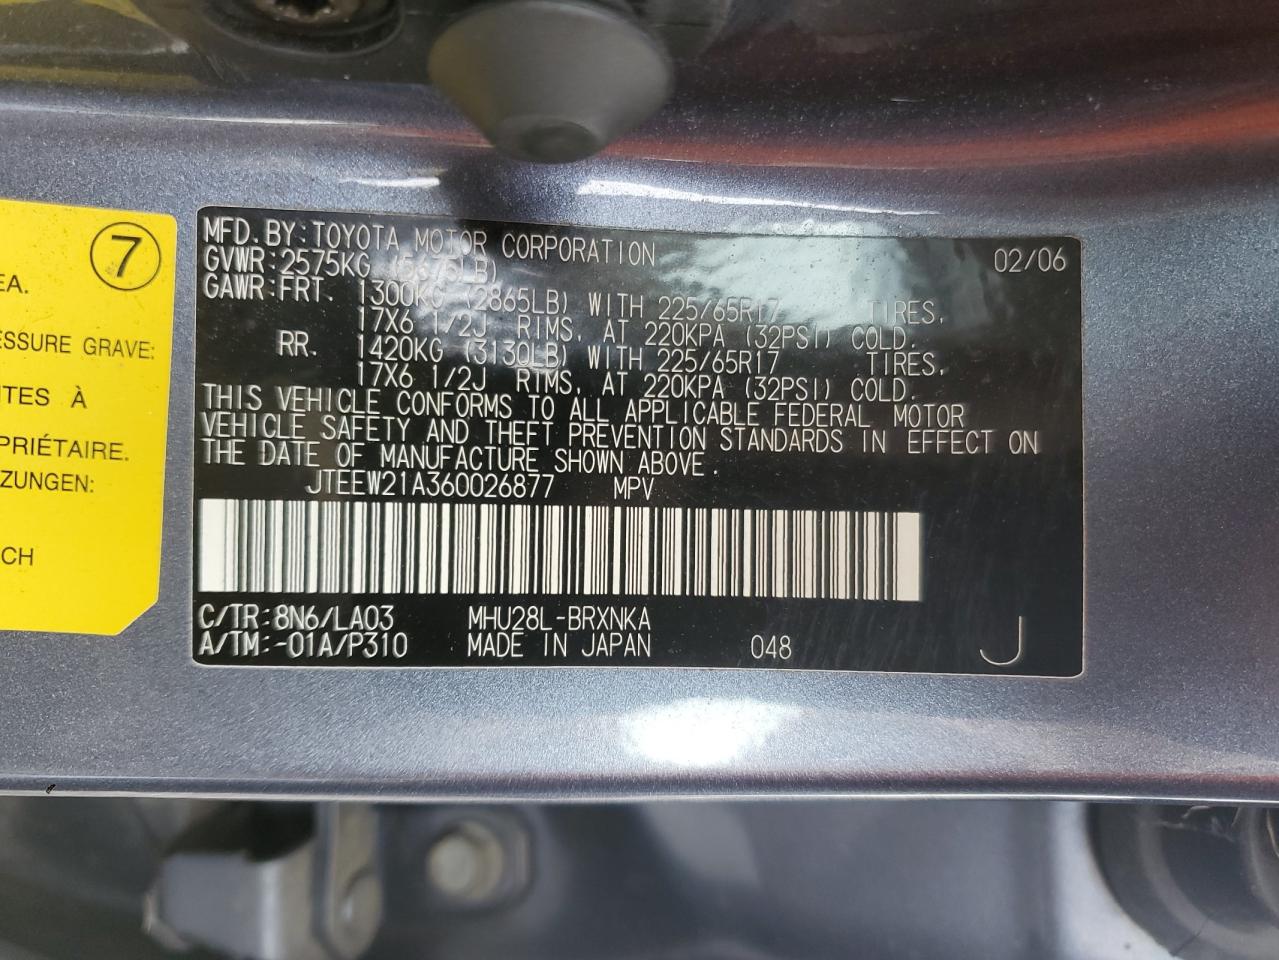 7
EA.
ESSURE GRAVE:
ITES À
PRIÉTAIRE.
ZUNGEN:
CH
MFD. BY: TOYOTA MOTOR CORPORATION 02/06
GVWR: 2575KG (5675LB)
GAWR: FRT. 1300KG (2865LB) WITH 225/65R17 TIRES,
17X6 1/2J RIMS, AT 220KPA (32PSI) COLD.
RR. 1420KG (3130LB) WITH 225/65R17 TIRES,
17X6 1/2J RIMS, AT 220KPA (32PSI) COLD.
THIS VEHICLE CONFORMS TO ALL APPLICABLE FEDERAL MOTOR
VEHICLE SAFETY AND THEFT PREVENTION STANDARDS IN EFFECT ON
THE DATE OF MANUFACTURE SHOWN ABOVE.
JTEEW21A360026877 MPV
C/TR: 8N6/LA03 MHU28L-BRXNKA
A/TM: -01A/P310 MADE IN JAPAN 048 J